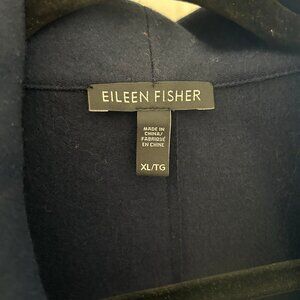 EILEEN FISHER
MADE IN
CHINA/
FABRIQUÉ
EN CHINE
XL/TG